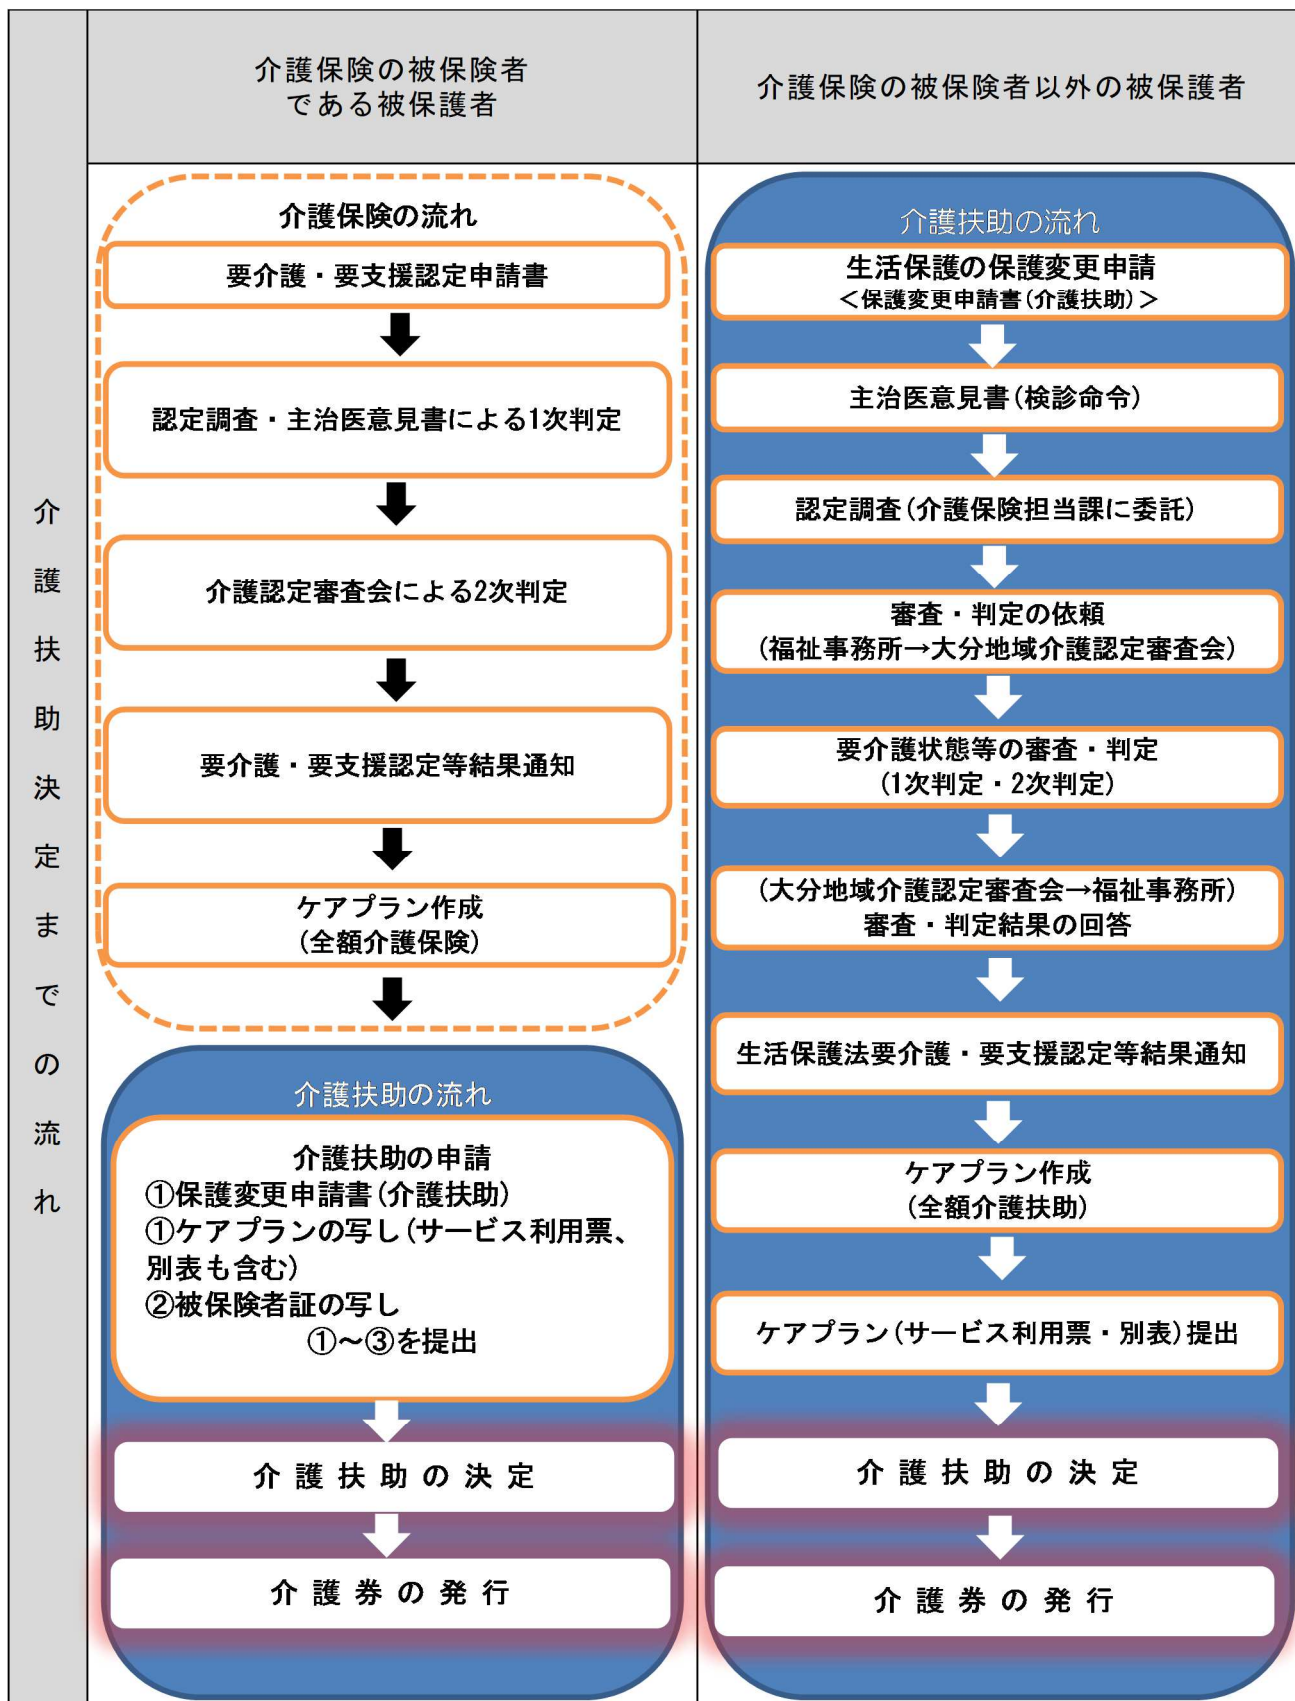 介護扶助決定までの流れ
介護保険の被保険者
である被保護者
介護保険の被保険者以外の被保護者
介護保険の流れ
要介護・要支援認定申請書
認定調査・主治医意見書による1次判定
介護認定審査会による2次判定
要介護・要支援認定等結果通知
ケアプラン作成
(全額介護保険)
介護扶助の流れ
介護扶助の申請
①保護変更申請書(介護扶助)
①ケアプランの写し(サービス利用票、
別表も含む)
②被保険者証の写し
①～③を提出
介護扶助の決定
介護券の発行
介護扶助の流れ
生活保護の保護変更申請
＜保護変更申請書(介護扶助)＞
主治医意見書(検診命令)
認定調査(介護保険担当課に委託)
審査・判定の依頼
(福祉事務所→大分地域介護認定審査会)
要介護状態等の審査・判定
(1次判定・2次判定)
(大分地域介護認定審査会→福祉事務所)
審査・判定結果の回答
生活保護法要介護・要支援認定等結果通知
ケアプラン作成
(全額介護扶助)
ケアプラン(サービス利用票・別表)提出
介護扶助の決定
介護券の発行